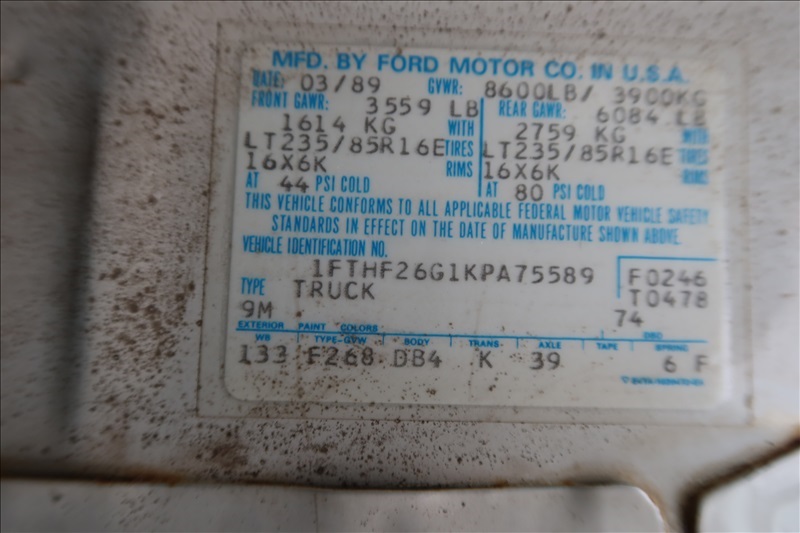 MFD. BY FORD MOTOR CO. IN U.S.A.
DATE: 03/89 GVWR: 8600LB/ 3900KG
FRONT GAWR: 3559 LB REAR GAWR: 6084 LB
1614 KG WITH 2759 KG WITH
LT235/85R16E TIRES LT235/85R16E TIRES
16X6K RIMS 16X6K RIMS
AT 44 PSI COLD AT 80 PSI COLD
THIS VEHICLE CONFORMS TO ALL APPLICABLE FEDERAL MOTOR VEHICLE SAFETY
STANDARDS IN EFFECT ON THE DATE OF MANUFACTURE SHOWN ABOVE.
VEHICLE IDENTIFICATION NO.
1FTHF26G1KPA75589 F0246
TYPE TRUCK T0478
9M 74
EXTERIOR PAINT COLORS DSO
WB TYPE-GVW BODY TRANS AXLE TAPE SPRING
133 F268 DB4 K 39 6 F